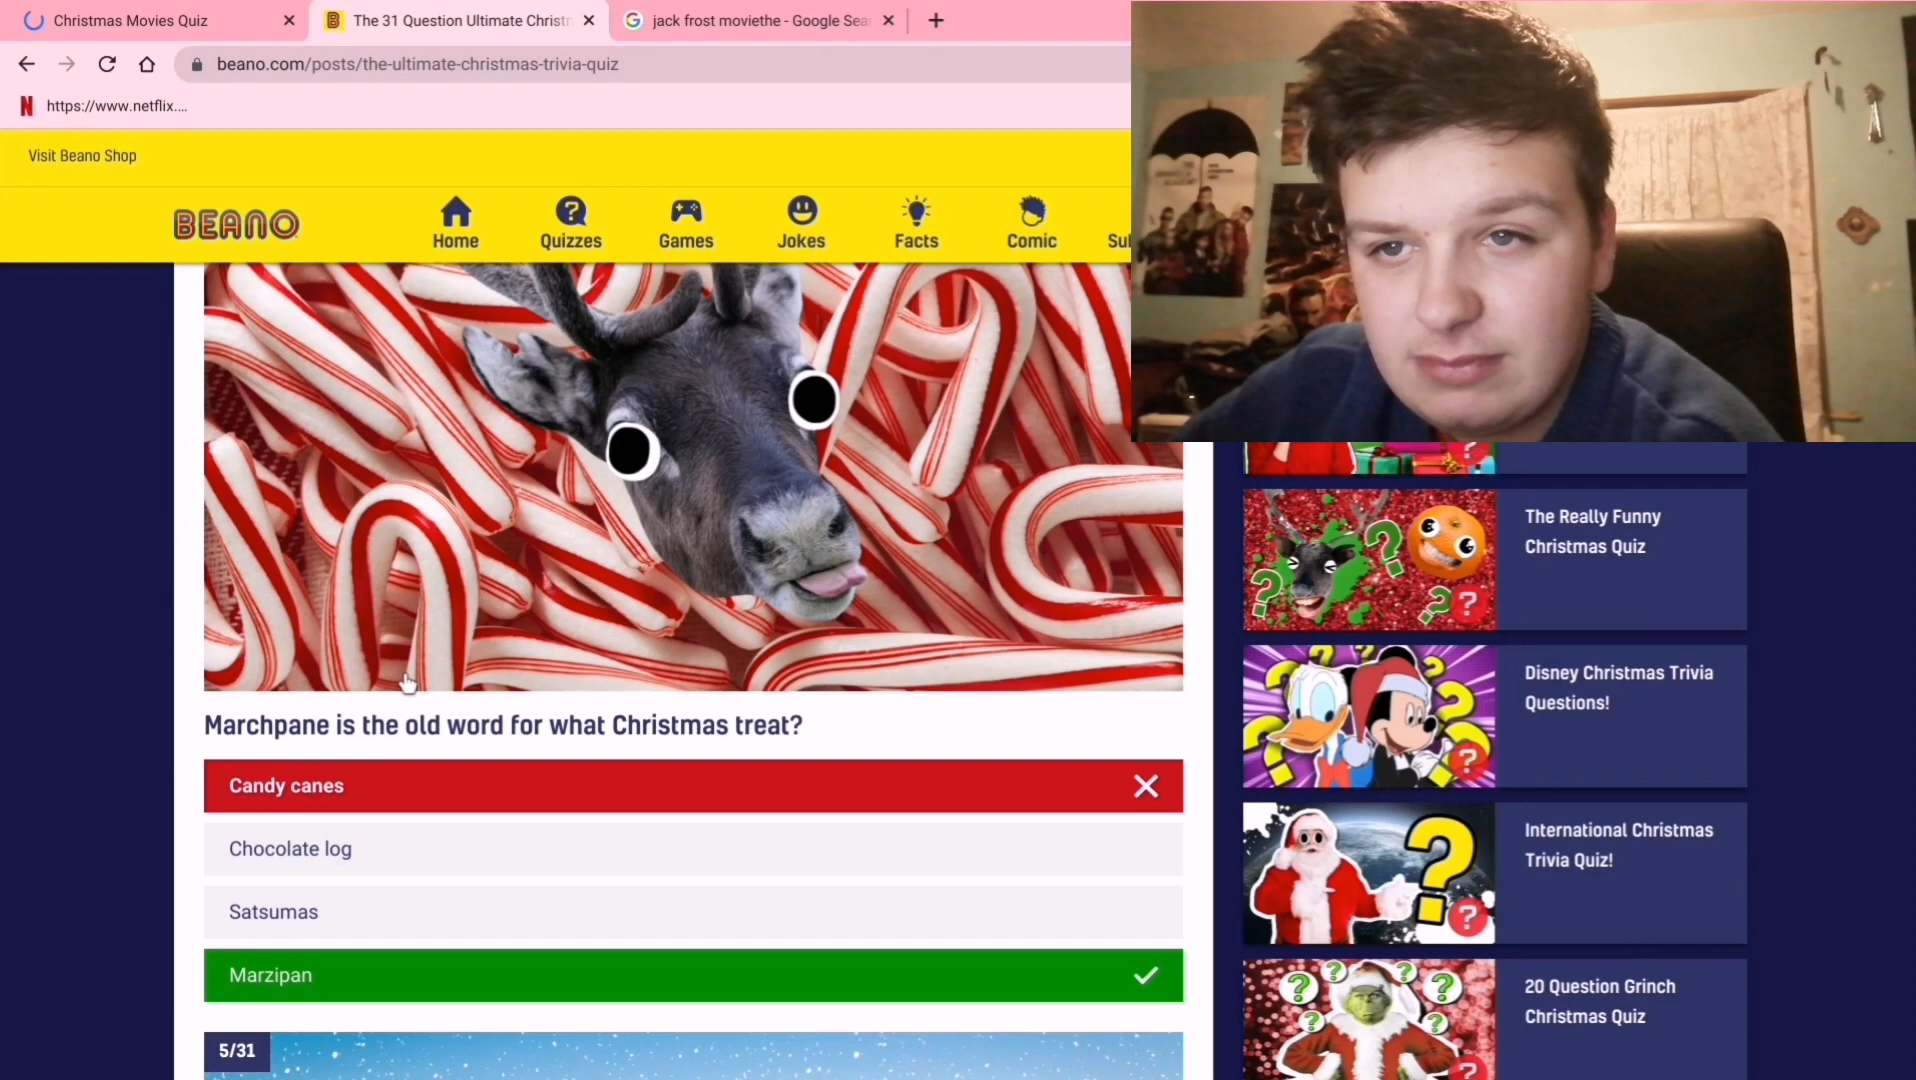 Christmas Movies Quiz
The 31 Question Ultimate Christ
jack frost moviethe - Google Sea
beano.com/posts/the-ultimate-christmas-trivia-quiz
https://www.netflix....
Visit Beano Shop
BEANO
Home
Quizzes
Games
Jokes
Facts
Comic
Sul
Marchpane is the old word for what Christmas treat?
Candy canes
Chocolate log
Satsumas
Marzipan
5/31
The Really Funny
Christmas Quiz
Disney Christmas Trivia
Questions!
International Christmas
Trivia Quiz!
20 Question Grinch
Christmas Quiz